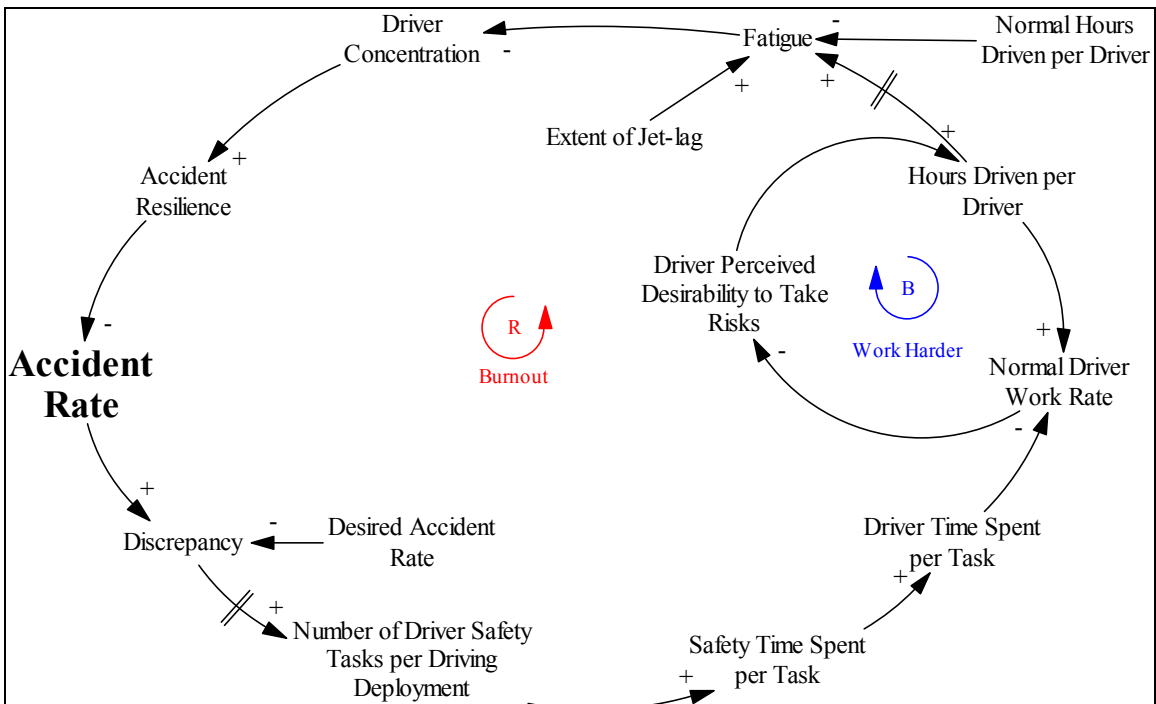 Driver
Concentration
-
Fatigue
-
Normal Hours
Driven per Driver
+
+
Extent of Jet-lag
+
+
Accident
Resilience
Hours Driven per
Driver
Driver Perceived
Desirability to Take
Risks
B
Work Harder
R
Burnout
-
+
-
Accident
Rate
Normal Driver
Work Rate
-
+
Discrepancy
-
Desired Accident
Rate
Driver Time Spent
per Task
+
+
Number of Driver Safety
Tasks per Driving
Deployment
Safety Time Spent
per Task
+